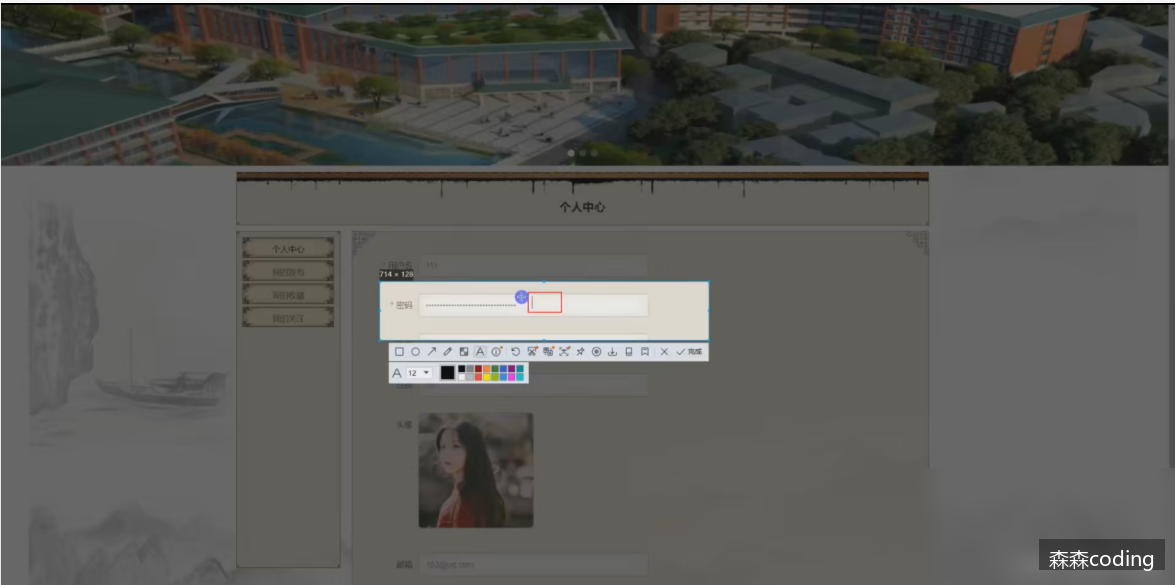 个人中心
个人中心
我的发布
我的收藏
我的关注
用户名
714 × 128
* 密码
A 12
完成
头像
邮箱
森森coding